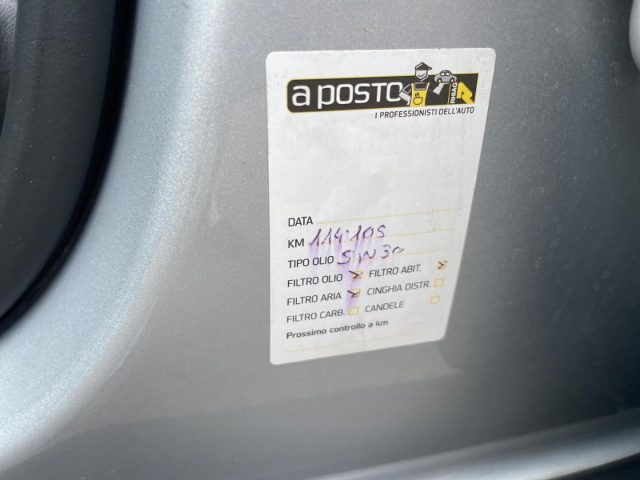 a posto
RHIAG
I PROFESSIONISTI DELL'AUTO
DATA
KM 114105
TIPO OLIO 5W30
FILTRO OLIO FILTRO ABIT.
FILTRO ARIA CINGHIA DISTR.
FILTRO CARB. CANDELE
Prossimo controllo a km